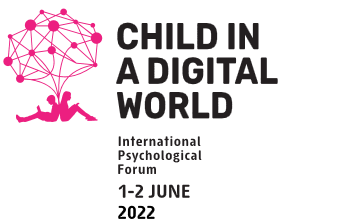 CHILD IN
A DIGITAL
WORLD
International
Psychological
Forum
1-2 JUNE
2022